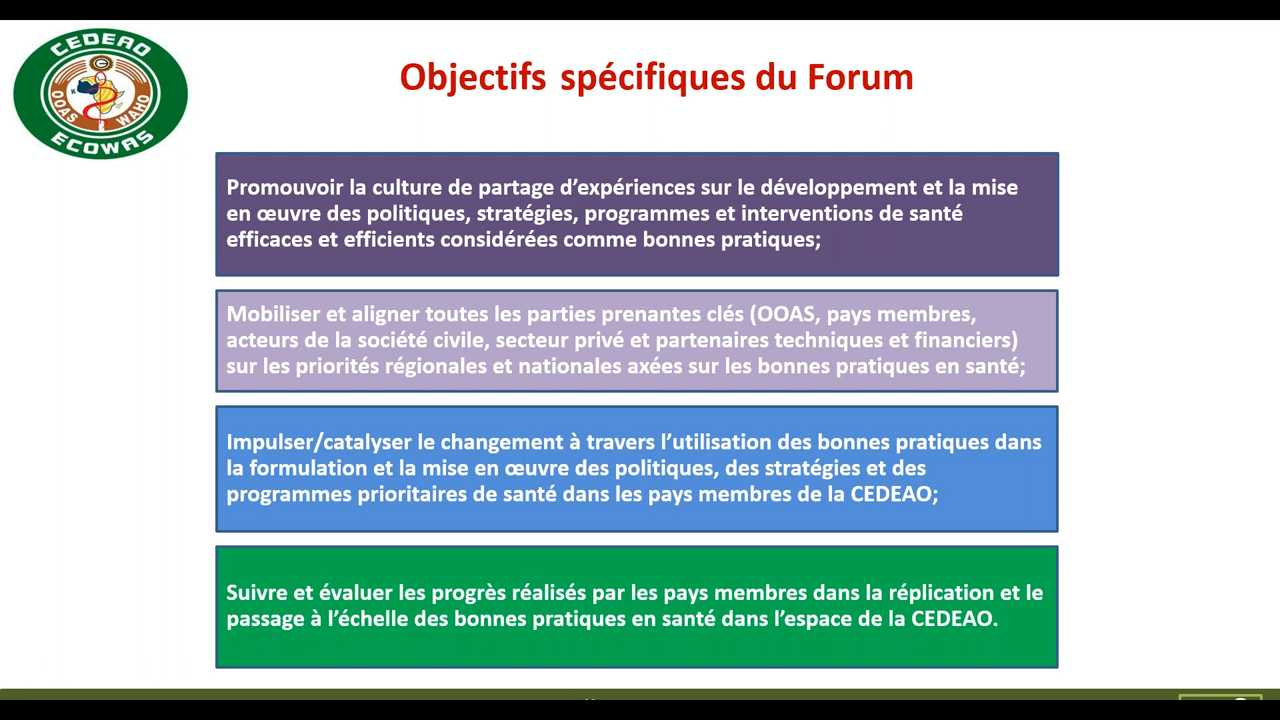 CEDEAO
OOAS WAHO
ECOWAS
Objectifs spécifiques du Forum
Promouvoir la culture de partage d’expériences sur le développement et la mise
en œuvre des politiques, stratégies, programmes et interventions de santé
efficaces et efficients considérées comme bonnes pratiques;
Mobiliser et aligner toutes les parties prenantes clés (OOAS, pays membres,
acteurs de la société civile, secteur privé et partenaires techniques et financiers)
sur les priorités régionales et nationales axées sur les bonnes pratiques en santé;
Impulser/catalyser le changement à travers l’utilisation des bonnes pratiques dans
la formulation et la mise en œuvre des politiques, des stratégies et des
programmes prioritaires de santé dans les pays membres de la CEDEAO;
Suivre et évaluer les progrès réalisés par les pays membres dans la réplication et le
passage à l’échelle des bonnes pratiques en santé dans l’espace de la CEDEAO.